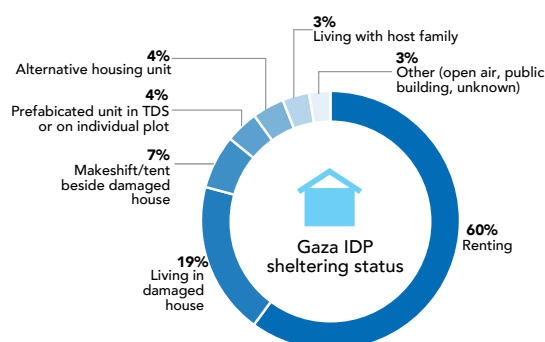 3%
Living with host family
4%
Alternative housing unit
3%
Other (open air, public
building, unknown)
4%
Prefabicated unit in TDS
or on individual plot
7%
Makeshift/tent
beside damaged
house
Gaza IDP
sheltering status
60%
Renting
19%
Living in
damaged
house